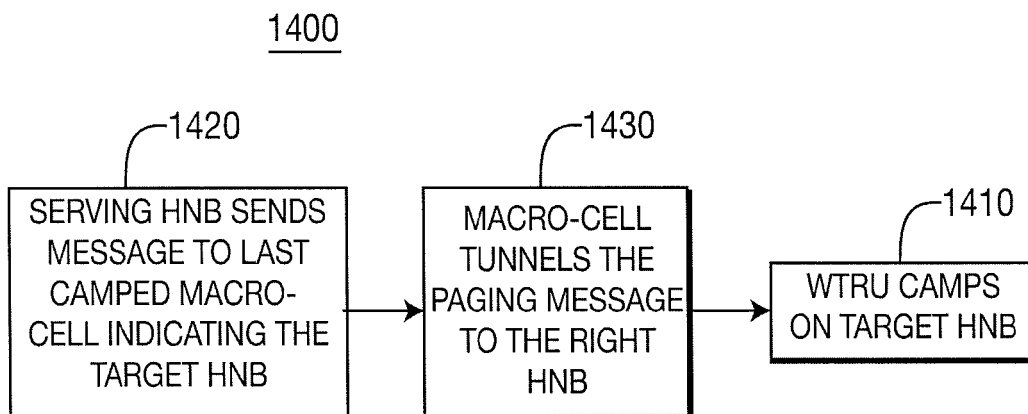 1400
1420
SERVING HNB SENDS
MESSAGE TO LAST
CAMPED MACRO-
CELL INDICATING THE
TARGET HNB
1430
MACRO-CELL
TUNNELS THE
PAGING MESSAGE
TO THE RIGHT
HNB
1410
WTRU CAMPS
ON TARGET HNB